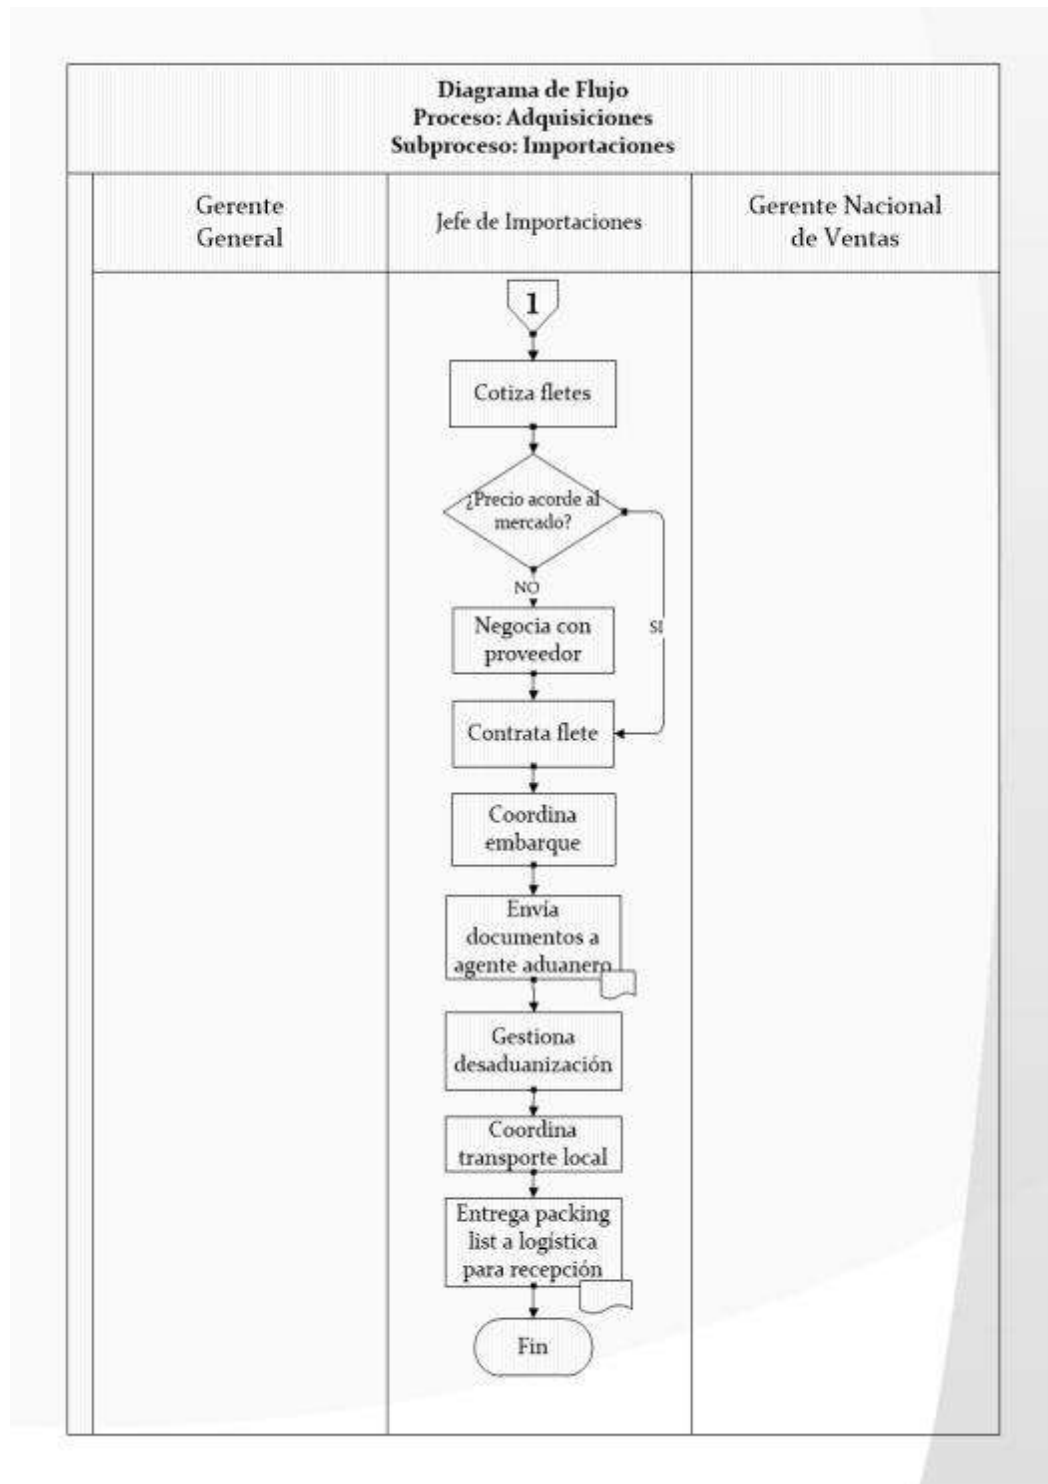 Diagrama de Flujo
Proceso: Adquisiciones
Subproceso: Importaciones
Gerente
General
Jefe de Importaciones
Gerente Nacional
de Ventas
1
Cotiza fletes
¿Precio acorde al
mercado?
NO
Negocia con
proveedor
SI
Contrata flete
Coordina
embarque
Envía
documentos a
agente aduanero
Gestiona
desaduanización
Coordina
transporte local
Entrega packing
list a logística
para recepción
Fin